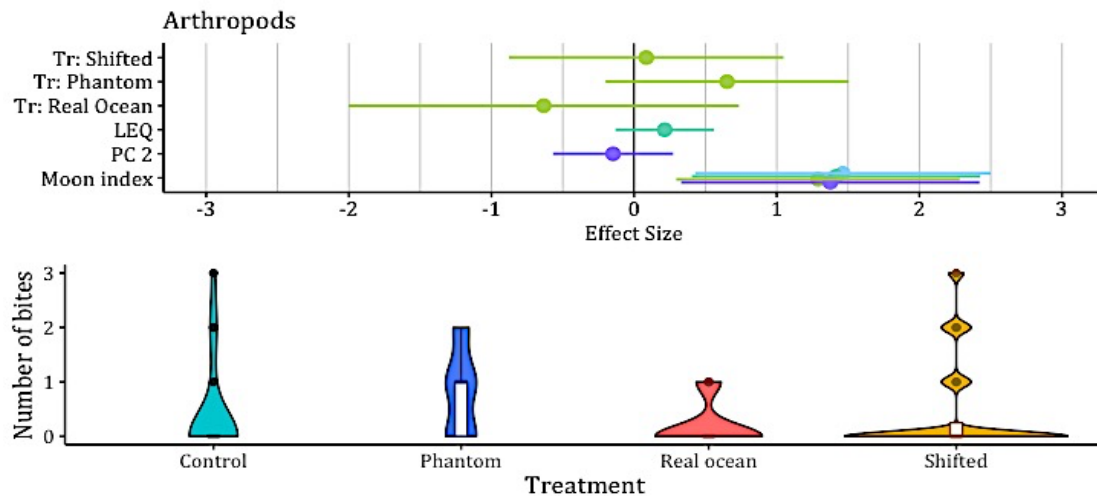 Arthropods
Tr: Shifted
Tr: Phantom
Tr: Real Ocean
LEQ
PC 2
Moon index
-3 -2 -1 0 1 2 3
Effect Size
Number of bites
3
2
1
0
Control Phantom Real ocean Shifted
Treatment